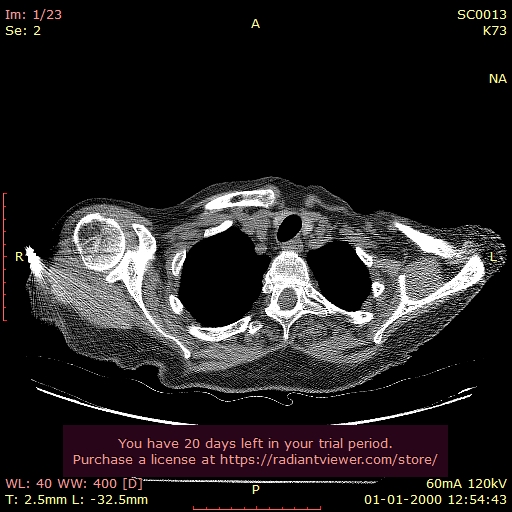 Im: 1/23
Se: 2
A
SC0013
K73
NA
R
L
You have 20 days left in your trial period.
Purchase a license at https://radiantviewer.com/store/
WL: 40 WW: 400 [D]
T: 2.5mm L: -32.5mm
P
60mA 120kV
01-01-2000 12:54:43